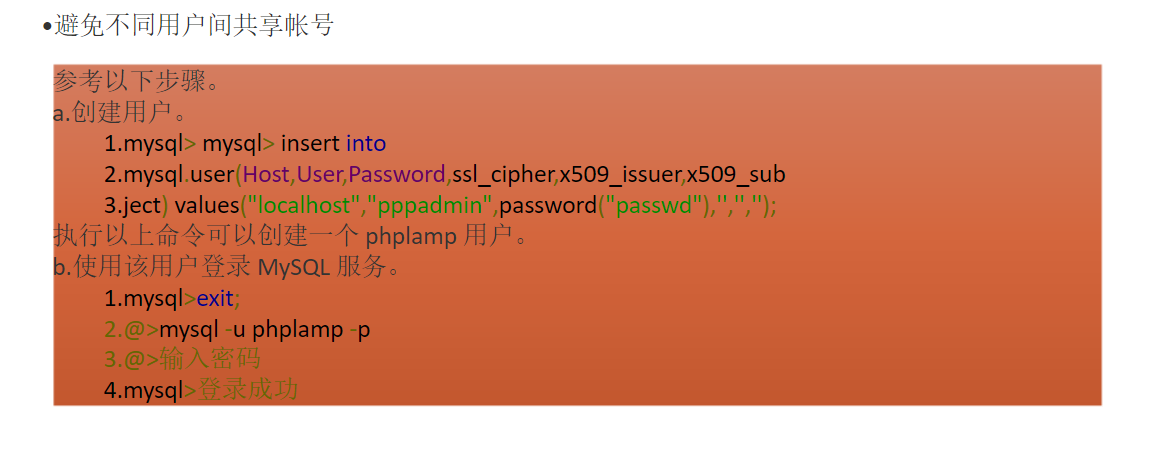 •避免不同用户间共享帐号
参考以下步骤。
a.创建用户。
1.mysql> mysql> insert into
2.mysql.user(Host,User,Password,ssl_cipher,x509_issuer,x509_sub
3.ject) values("localhost","pppadmin",password("passwd"),'','','');
执行以上命令可以创建一个 phplamp 用户。
b.使用该用户登录 MySQL 服务。
1.mysql>exit;
2.@>mysql -u phplamp -p
3.@>输入密码
4.mysql>登录成功